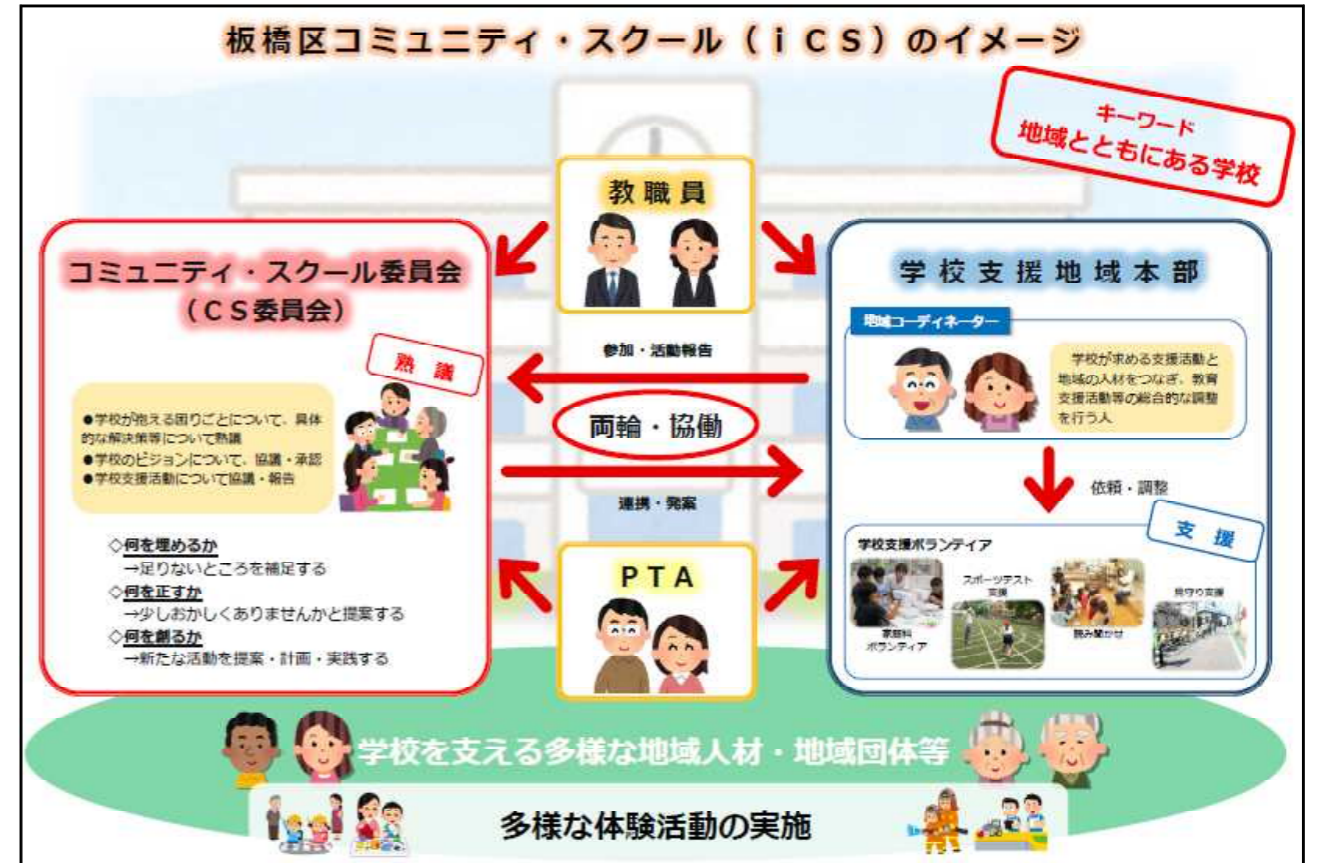 板橋区コミュニティ・スクール（ｉＣＳ）のイメージ
キーワード
地域とともにある学校
教職員
コミュニティ・スクール委員会
（ＣＳ委員会）
熟議
●学校が抱える困りごとについて、具体
的な解決策等について熟議
●学校のビジョンについて、協議・承認
●学校支援活動について協議・報告
◇何を埋めるか
→足りないところを補足する
◇何を正すか
→少しおかしくありませんかと提案する
◇何を創るか
→新たな活動を提案・計画・実践する
参加・活動報告
両輪・協働
連携・発案
ＰＴＡ
学校支援地域本部
地域コーディネーター
学校が求める支援活動と
地域の人材をつなぎ、教育
支援活動等の総合的な調整
を行う人
依頼・調整
支援
学校支援ボランティア
家庭科
ボランティア
スポーツテスト
支援
読み聞かせ
見守り支援
学校を支える多様な地域人材・地域団体等
多様な体験活動の実施